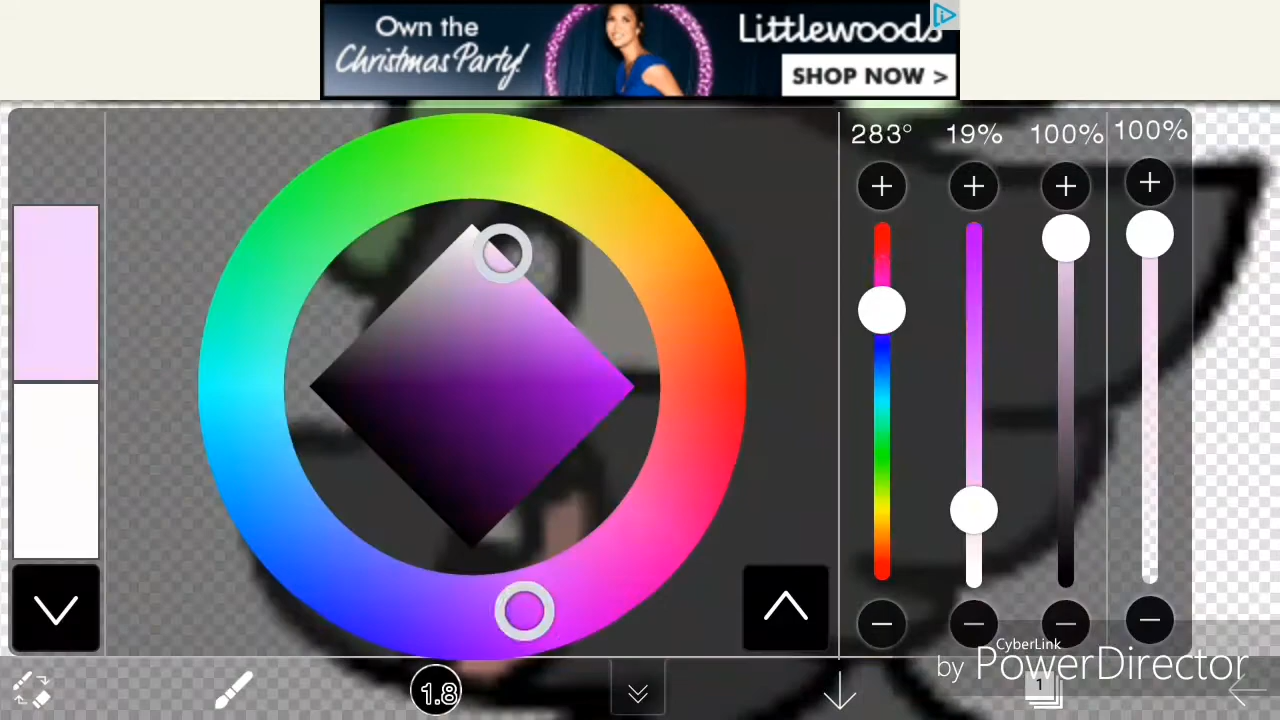 Own the
Christmas Party!
Littlewoods
SHOP NOW >
283° 19% 100% 100%
1.8
1
CyberLink
by PowerDirector